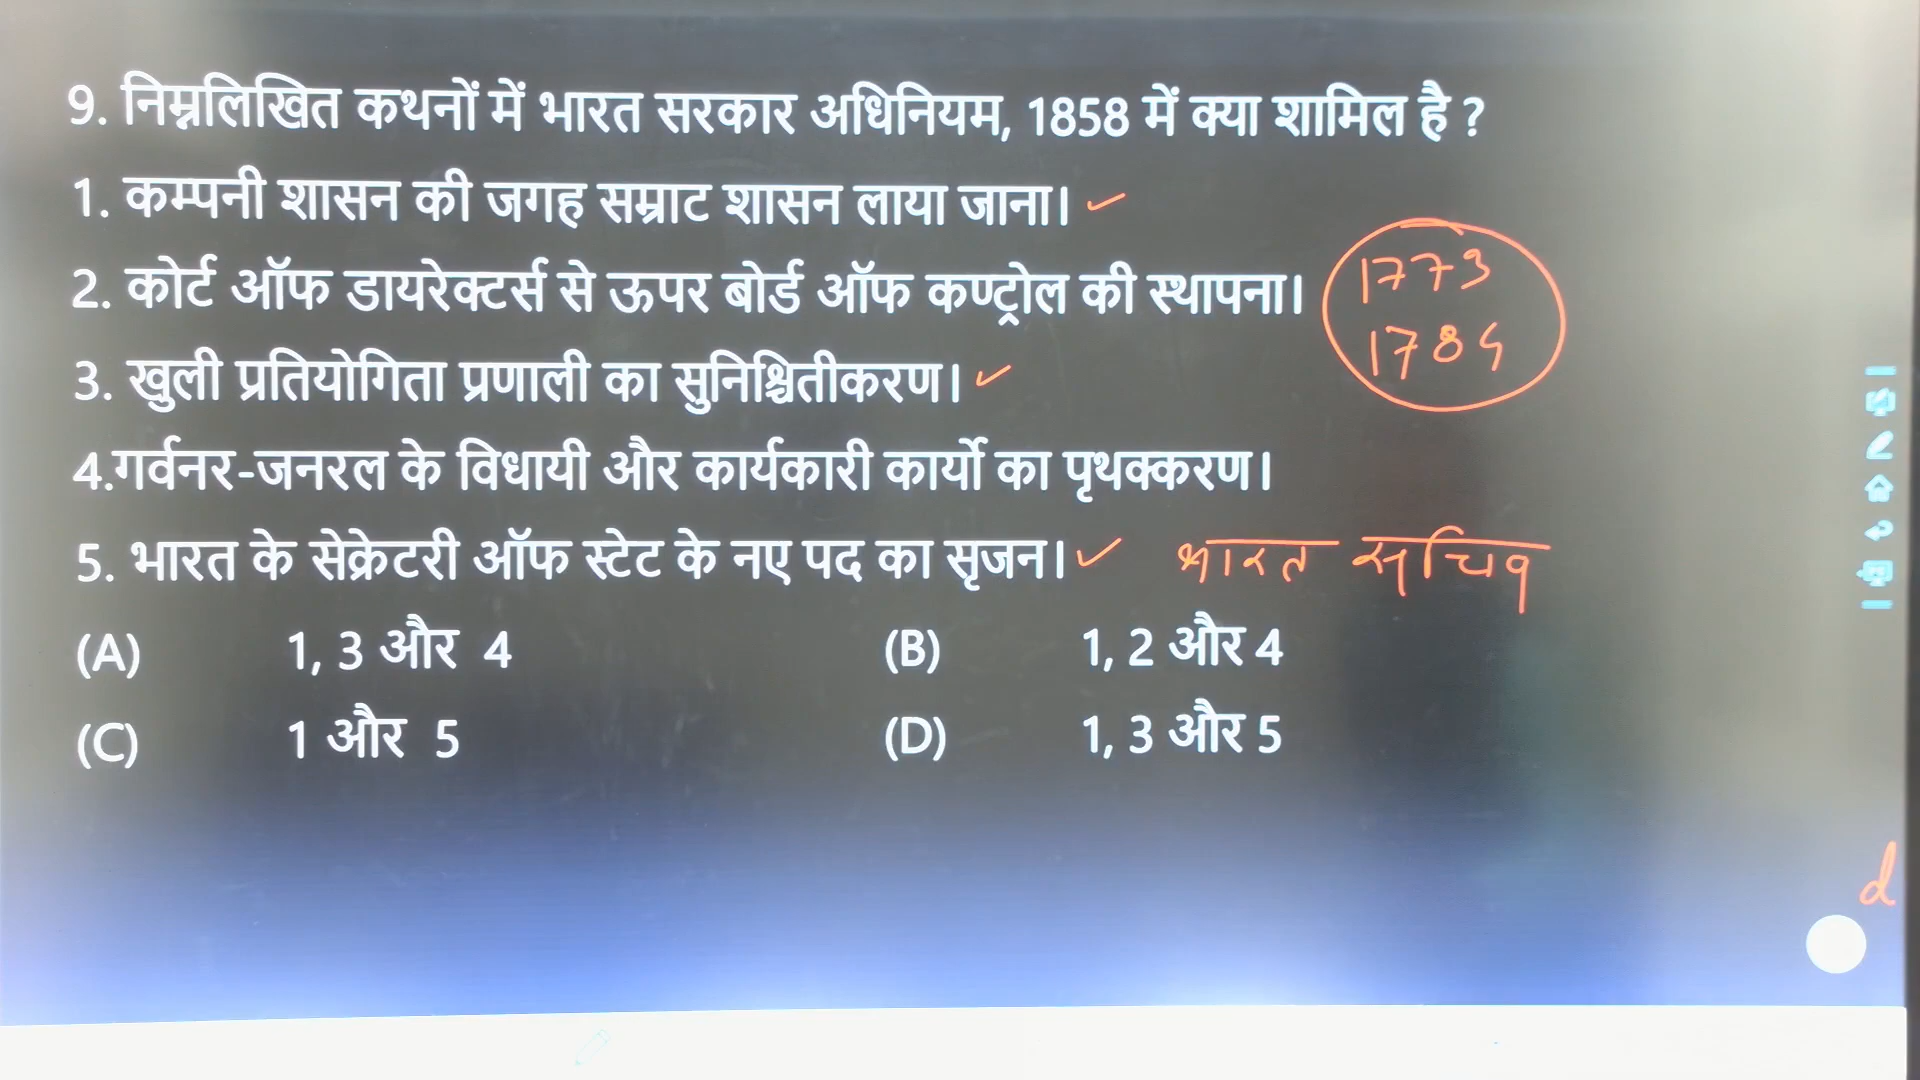 9. निम्नलिखित कथनों में भारत सरकार अधिनियम, 1858 में क्या शामिल है ?
1. कम्पनी शासन की जगह सम्राट शासन लाया जाना।
2. कोर्ट ऑफ डायरेक्टर्स से ऊपर बोर्ड ऑफ कण्ट्रोल की स्थापना।
1773
1784
3. खुली प्रतियोगिता प्रणाली का सुनिश्चितीकरण।
4.गर्वनर-जनरल के विधायी और कार्यकारी कार्यो का पृथक्करण।
5. भारत के सेक्रेटरी ऑफ स्टेट के नए पद का सृजन। भारत सचिव
(A) 1, 3 और 4 (B) 1, 2 और 4
(C) 1 और 5 (D) 1, 3 और 5
d